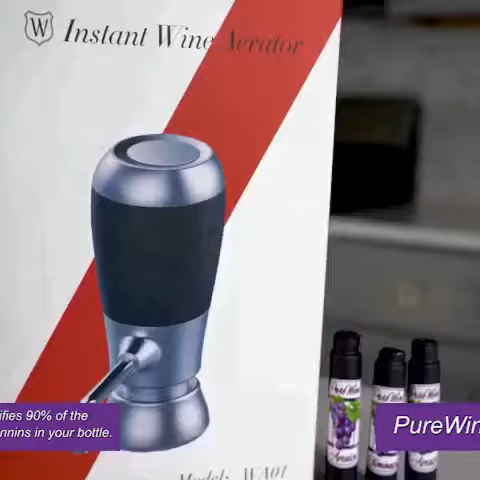 W Instant Wine Aerator
Model: WA01
ifies 90% of the
nnins in your bottle.
PureWin